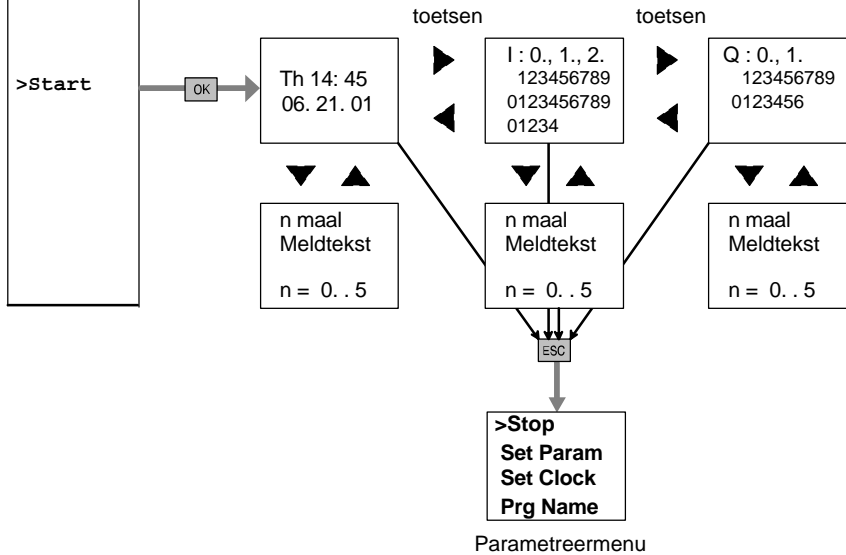 toetsen
toetsen
>Start
OK
Th 14: 45
06. 21. 01
I : 0., 1., 2.
123456789
0123456789
01234
Q : 0., 1.
123456789
0123456
n maal
Meldtekst
n = 0. . 5
n maal
Meldtekst
n = 0. . 5
n maal
Meldtekst
n = 0. . 5
ESC
>Stop
Set Param
Set Clock
Prg Name
Parametreermenu